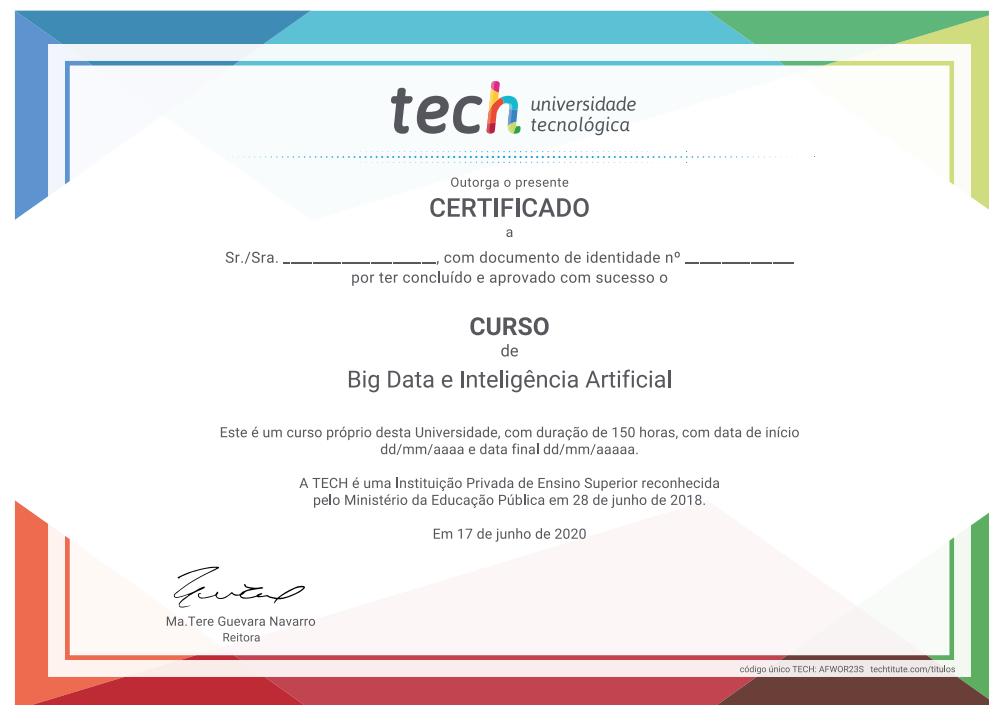 tech universidade
tecnológica
Outorga o presente
CERTIFICADO
a
Sr./Sra. ____________________, com documento de identidade nº ______________
por ter concluído e aprovado com sucesso o
CURSO
de
Big Data e Inteligência Artificial
Este é um curso próprio desta Universidade, com duração de 150 horas, com data de início
dd/mm/aaaa e data final dd/mm/aaaaa.
A TECH é uma Instituição Privada de Ensino Superior reconhecida
pelo Ministério da Educação Pública em 28 de junho de 2018.
Em 17 de junho de 2020
Ma.Tere Guevara Navarro
Reitora
código único TECH: AFWOR23S techtitute.com/titulos